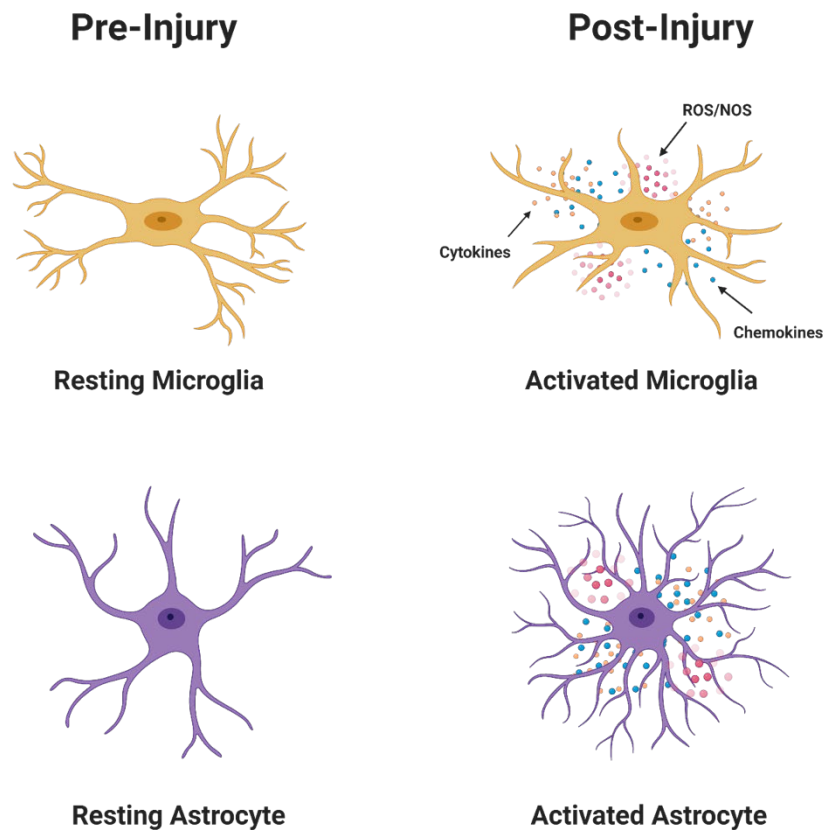 Pre-Injury
Post-Injury
ROS/NOS
Cytokines
Chemokines
Resting Microglia
Activated Microglia
Resting Astrocyte
Activated Astrocyte